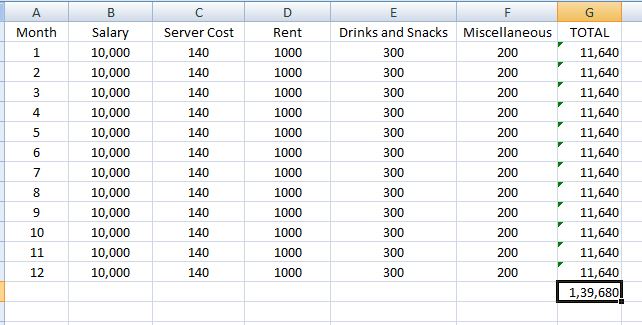 A B C D E F G
Month Salary Server Cost Rent Drinks and Snacks Miscellaneous TOTAL
1 10,000 140 1000 300 200 11,640
2 10,000 140 1000 300 200 11,640
3 10,000 140 1000 300 200 11,640
4 10,000 140 1000 300 200 11,640
5 10,000 140 1000 300 200 11,640
6 10,000 140 1000 300 200 11,640
7 10,000 140 1000 300 200 11,640
8 10,000 140 1000 300 200 11,640
9 10,000 140 1000 300 200 11,640
10 10,000 140 1000 300 200 11,640
11 10,000 140 1000 300 200 11,640
12 10,000 140 1000 300 200 11,640
1,39,680